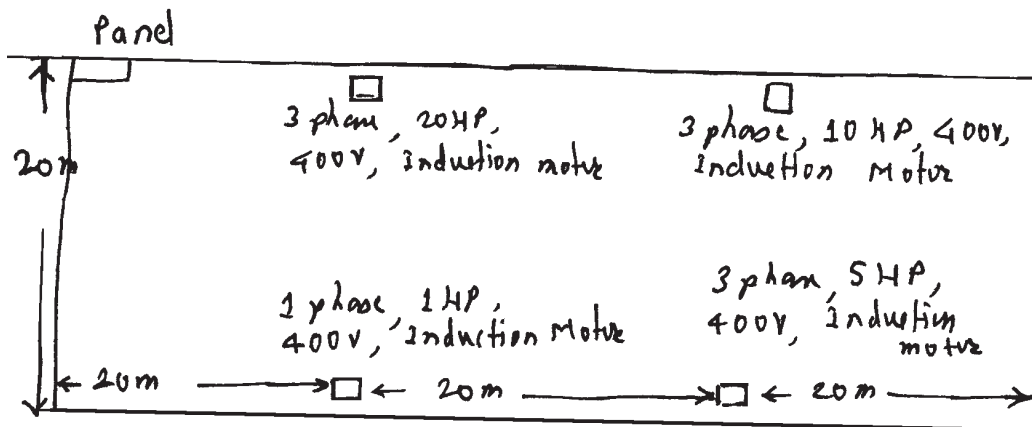 Panel
3 phase, 20HP,
400V, Induction motor
3 phase, 10 HP, 400V,
Induction Motor
20m
1 phase, 1HP,
400V, Induction Motor
3 phase, 5HP,
400V, Induction
motor
20m
20m
20m